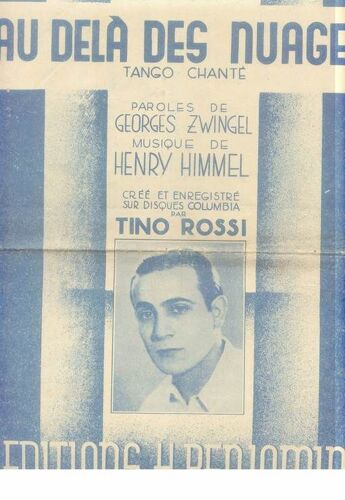 AU DELÀ DES NUAGE
TANGO CHANTÉ
PAROLES DE
GEORGES ZWINGEL
MUSIQUE DE
HENRY HIMMEL
CRÉÉ ET ENREGISTRÉ
SUR DISQUES COLUMBIA
PAR
TINO ROSSI
EDITIONS H. BENJAMIN